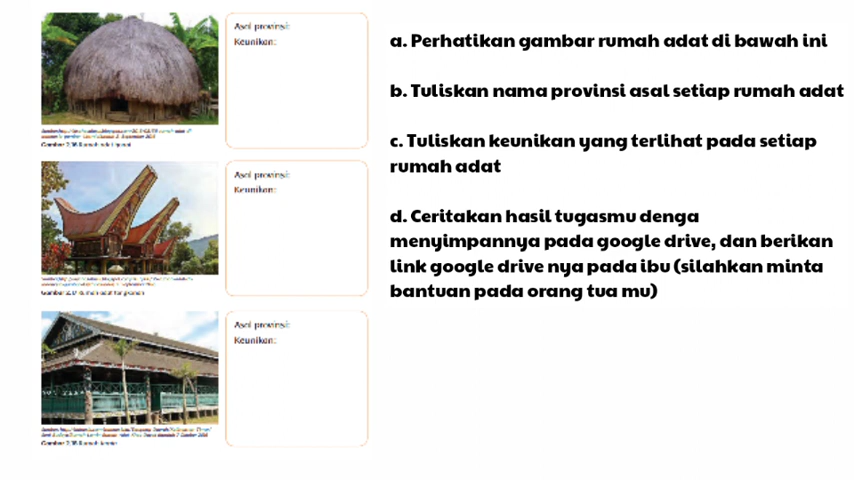 Asal provinsi:
Keunikan:
Asal provinsi:
Keunikan:
Asal provinsi:
Keunikan:
a. Perhatikan gambar rumah adat di bawah ini
b. Tuliskan nama provinsi asal setiap rumah adat
c. Tuliskan keunikan yang terlihat pada setiap
rumah adat
d. Ceritakan hasil tugasmu denga
menyimpannya pada google drive, dan berikan
link google drive nya pada ibu (silahkan minta
bantuan pada orang tua mu)